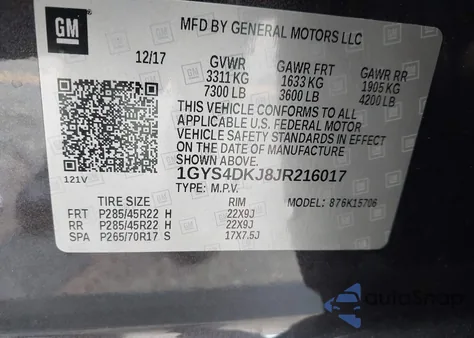 GM
MFD BY GENERAL MOTORS LLC
12/17
GVWR GAWR FRT GAWR RR
3311 KG 1633 KG 1905 KG
7300 LB 3600 LB 4200 LB
THIS VEHICLE CONFORMS TO ALL
APPLICABLE U.S. FEDERAL MOTOR
VEHICLE SAFETY STANDARDS IN EFFECT
ON THE DATE OF MANUFACTURE
SHOWN ABOVE.
1GYS4DKJ8JR216017
TYPE: M.P.V. MODEL: 876K15706
121V
TIRE SIZE RIM
FRT P285/45R22 H 22X9J
RR P285/45R22 H 22X9J
SPA P265/70R17 S 17X7.5J
autoSnap